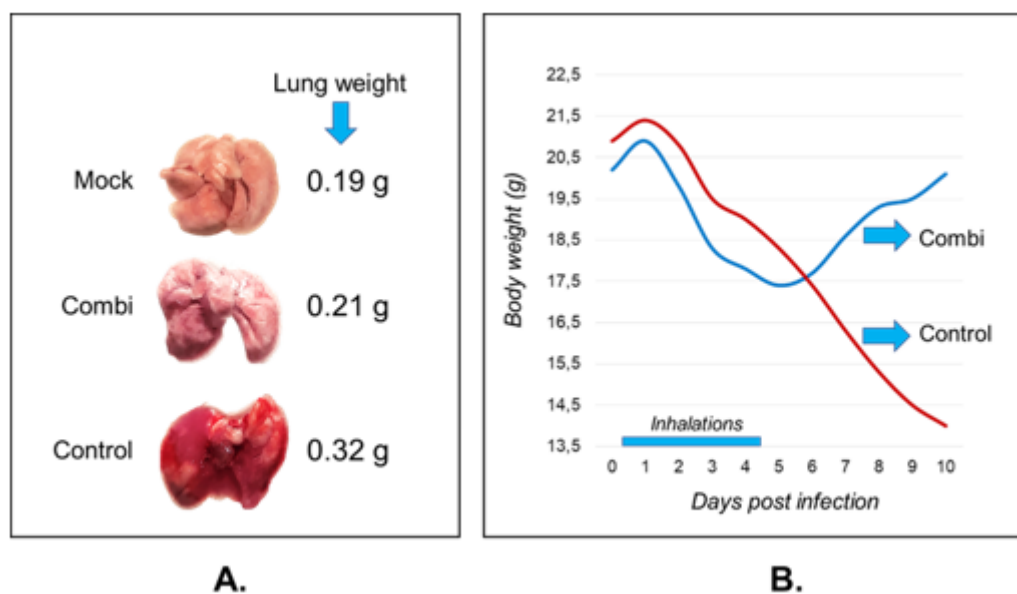 Lung weight
Mock
0.19 g
Combi
0.21 g
Control
0.32 g
A.
Body weight (g)
22,5
21,5
20,5
19,5
18,5
17,5
16,5
15,5
14,5
13,5
Combi
Control
Inhalations
0 1 2 3 4 5 6 7 8 9 10
Days post infection
B.